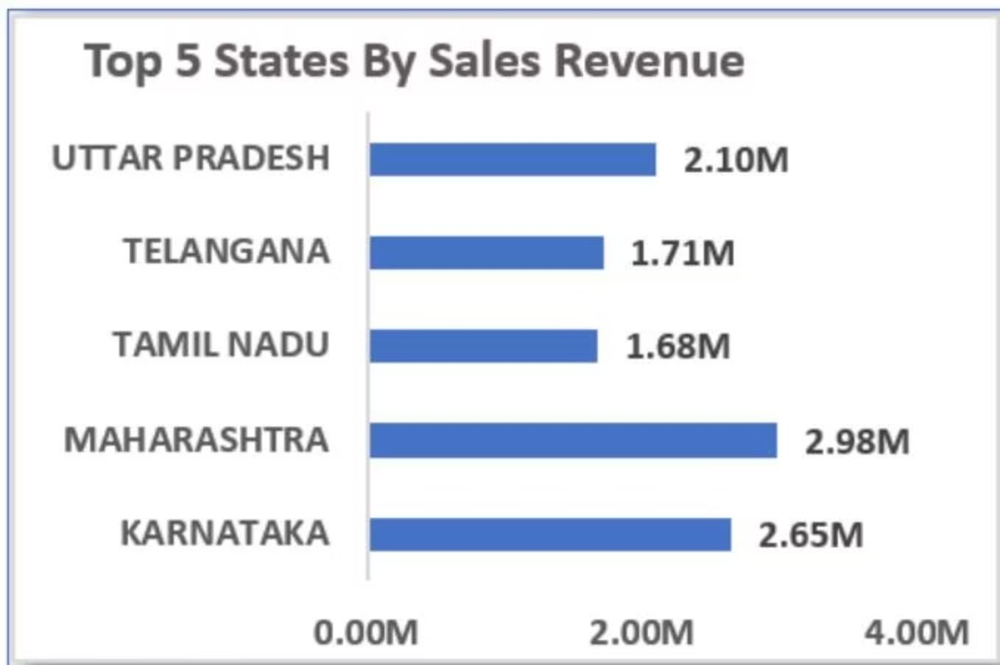 Top 5 States By Sales Revenue
UTTAR PRADESH 2.10M
TELANGANA 1.71M
TAMIL NADU 1.68M
MAHARASHTRA 2.98M
KARNATAKA 2.65M
0.00M 2.00M 4.00M